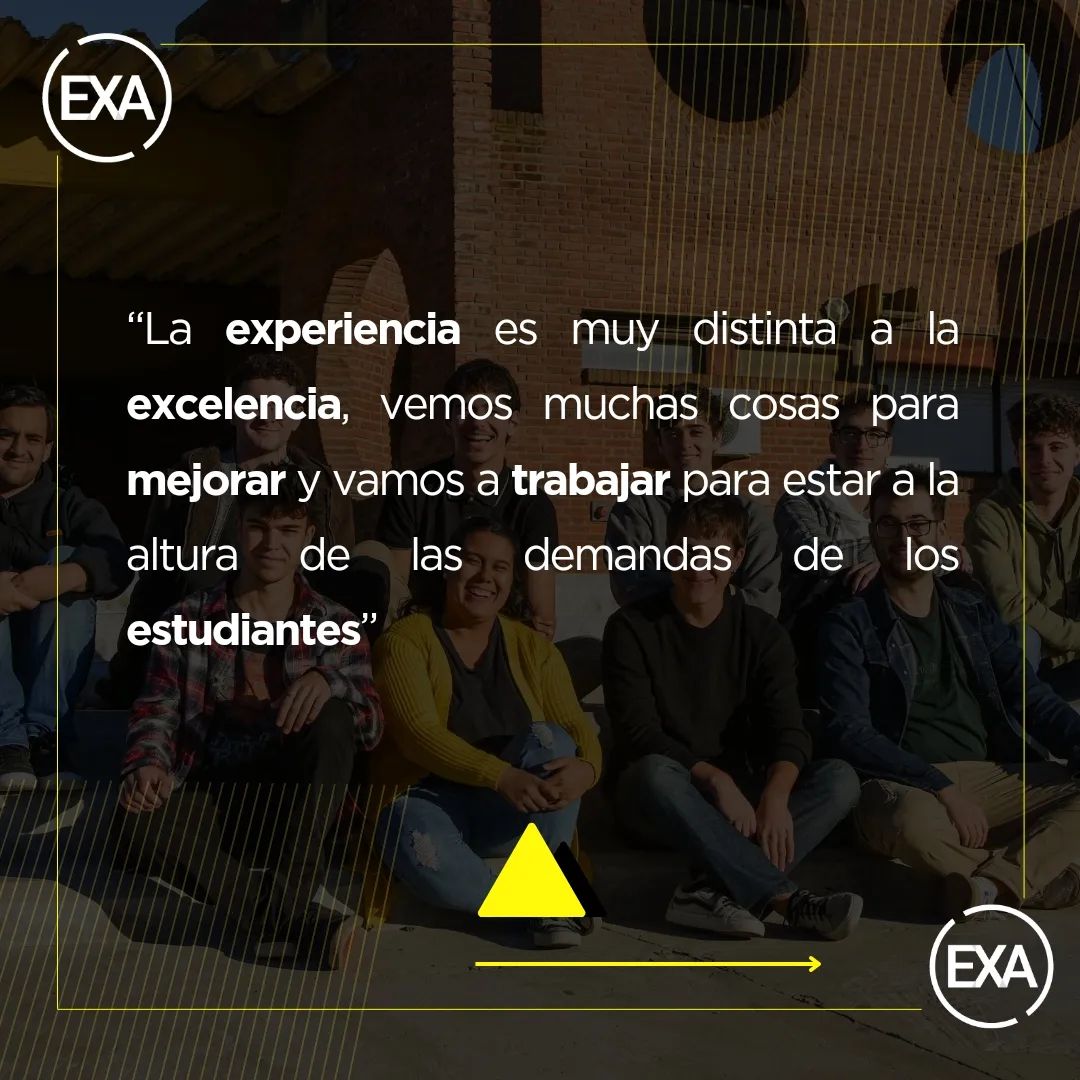 EXA
“La experiencia es muy distinta a la
excelencia, vemos muchas cosas para
mejorar y vamos a trabajar para estar a la
altura de las demandas de los
estudiantes”
EXA